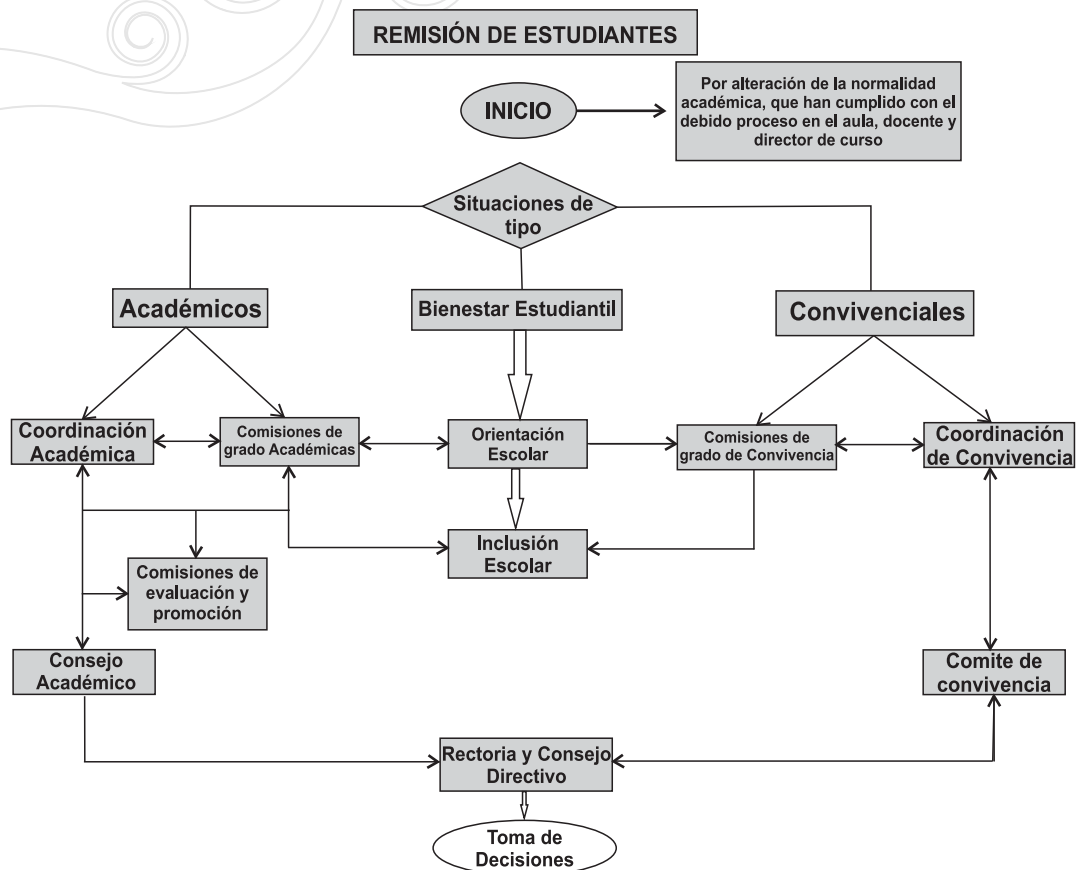 REMISIÓN DE ESTUDIANTES
INICIO
Por alteración de la normalidad
académica, que han cumplido con el
debido proceso en el aula, docente y
director de curso
Situaciones de
tipo
Académicos
Bienestar Estudiantil
Convivenciales
Coordinación
Académica
Comisiones de
grado Académicas
Orientación
Escolar
Comisiones de
grado de Convivencia
Coordinación
de Convivencia
Inclusión
Escolar
Comisiones de
evaluación y
promoción
Consejo
Académico
Comite de
convivencia
Rectoria y Consejo
Directivo
Toma de
Decisiones